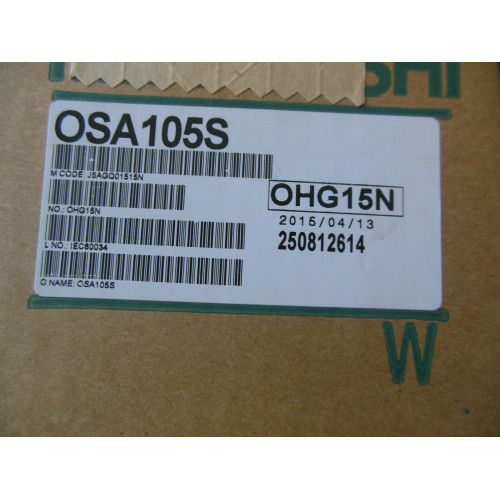 SHI
OSA105S
M CODE: J5AGQ01515N
NO.: OHG15N
OHG15N
2015/04/13
L NO.: IEC60034
250812614
G NAME: OSA105S
W